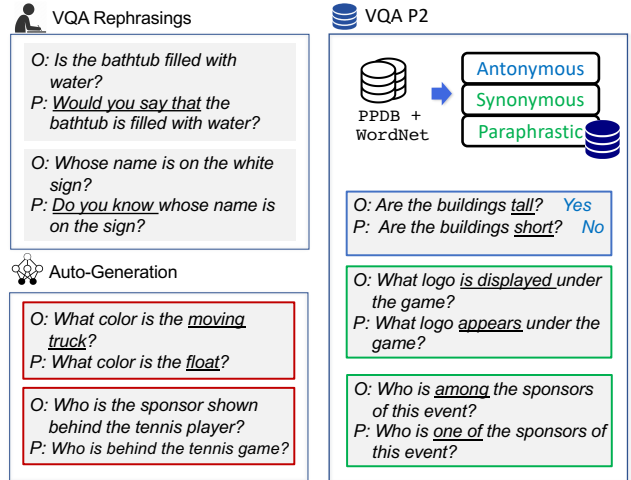 VQA Rephrasings
O: Is the bathtub filled with
water?
P: Would you say that the
bathtub is filled with water?
O: Whose name is on the white
sign?
P: Do you know whose name is
on the sign?
Auto-Generation
O: What color is the moving
truck?
P: What color is the float?
O: Who is the sponsor shown
behind the tennis player?
P: Who is behind the tennis game?
VQA P2
PPDB +
WordNet
Antonymous
Synonymous
Paraphrastic
O: Are the buildings tall? Yes
P: Are the buildings short? No
O: What logo is displayed under
the game?
P: What logo appears under the
game?
O: Who is among the sponsors
of this event?
P: Who is one of the sponsors of
this event?